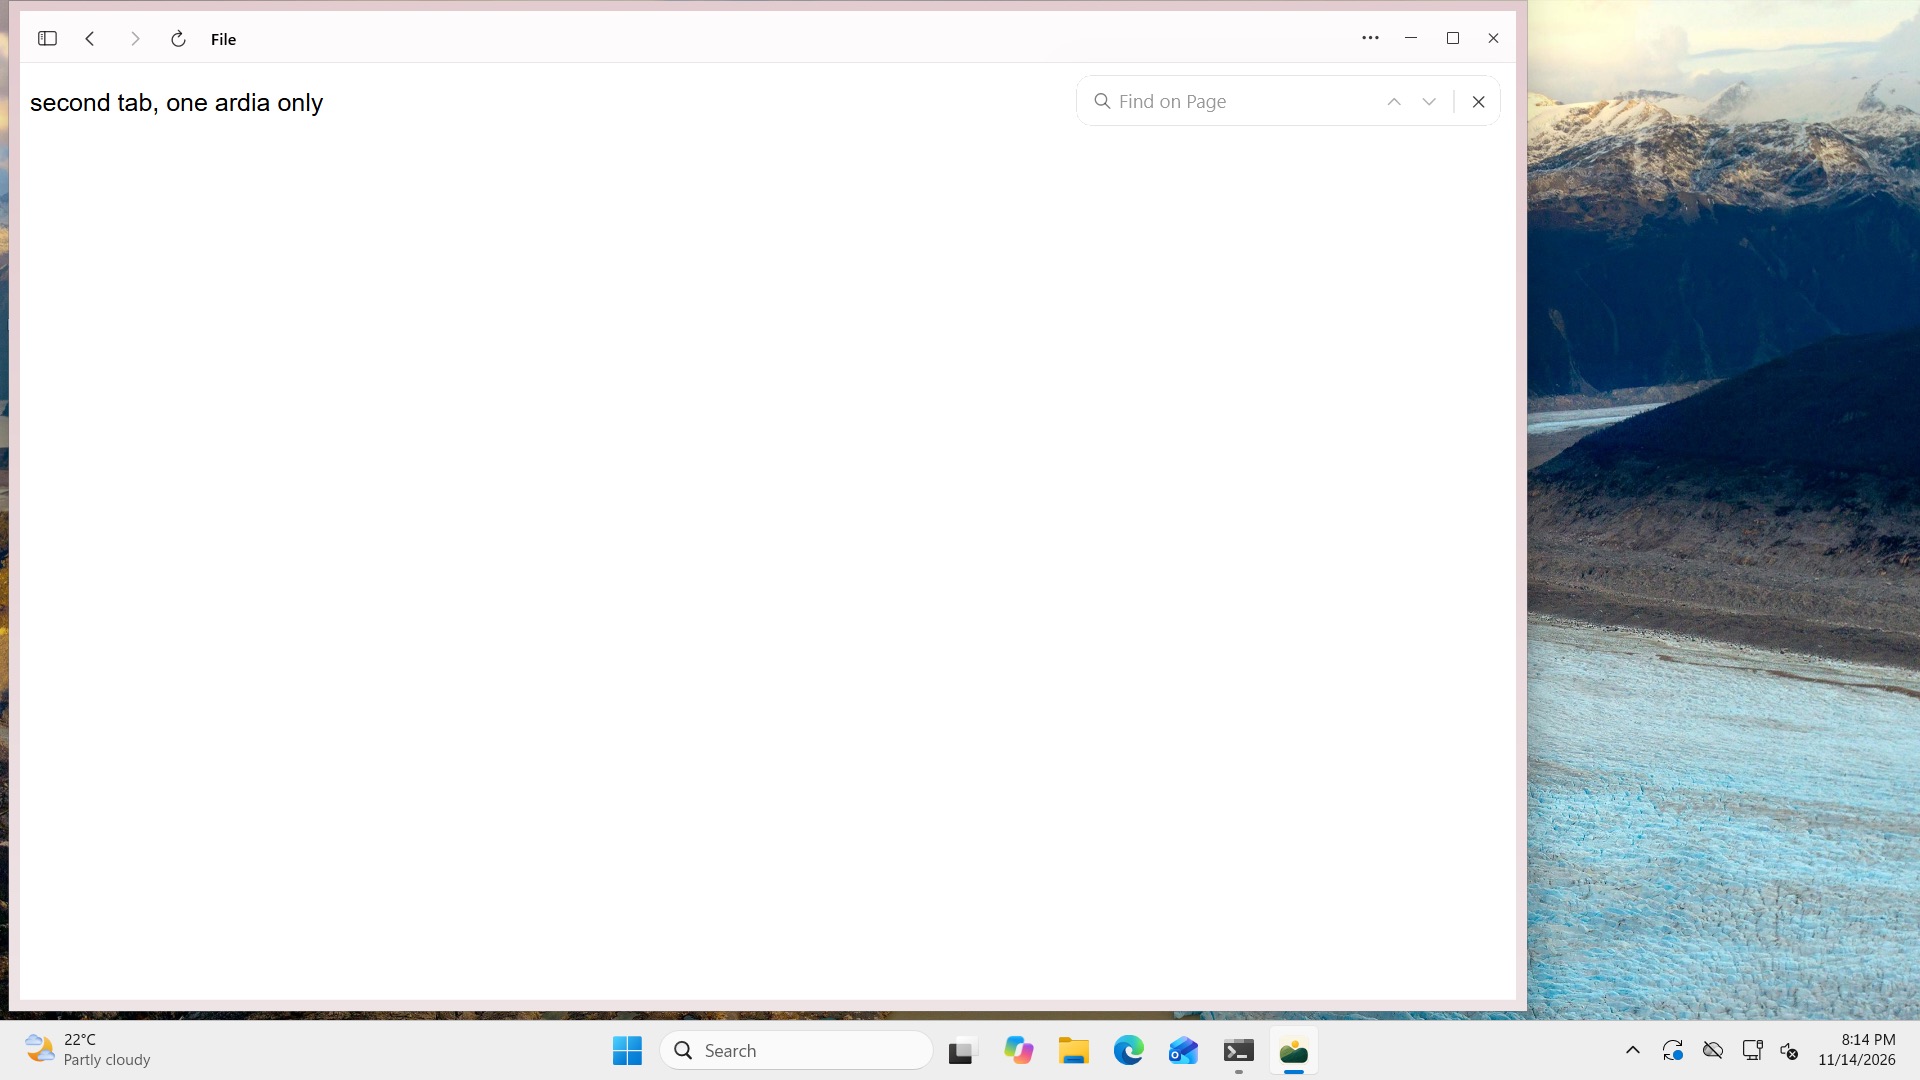 File
second tab, one ardia only
Find on Page
22°C
Partly cloudy
Search
8:14 PM
11/14/2026